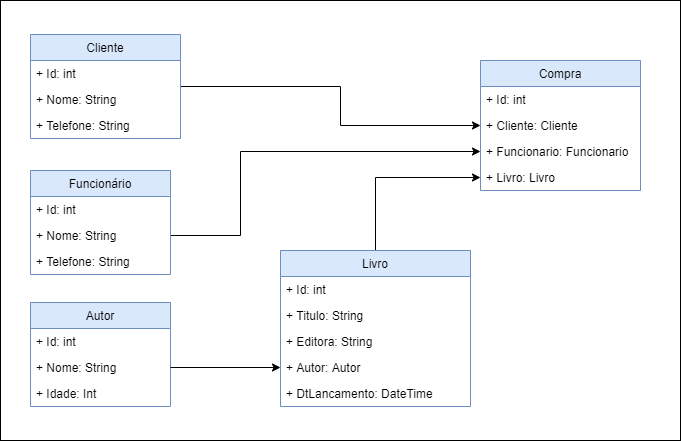 Cliente
+ Id: int
+ Nome: String
+ Telefone: String
Funcionário
+ Id: int
+ Nome: String
+ Telefone: String
Autor
+ Id: int
+ Nome: String
+ Idade: Int
Livro
+ Id: int
+ Titulo: String
+ Editora: String
+ Autor: Autor
+ DtLancamento: DateTime
Compra
+ Id: int
+ Cliente: Cliente
+ Funcionario: Funcionario
+ Livro: Livro